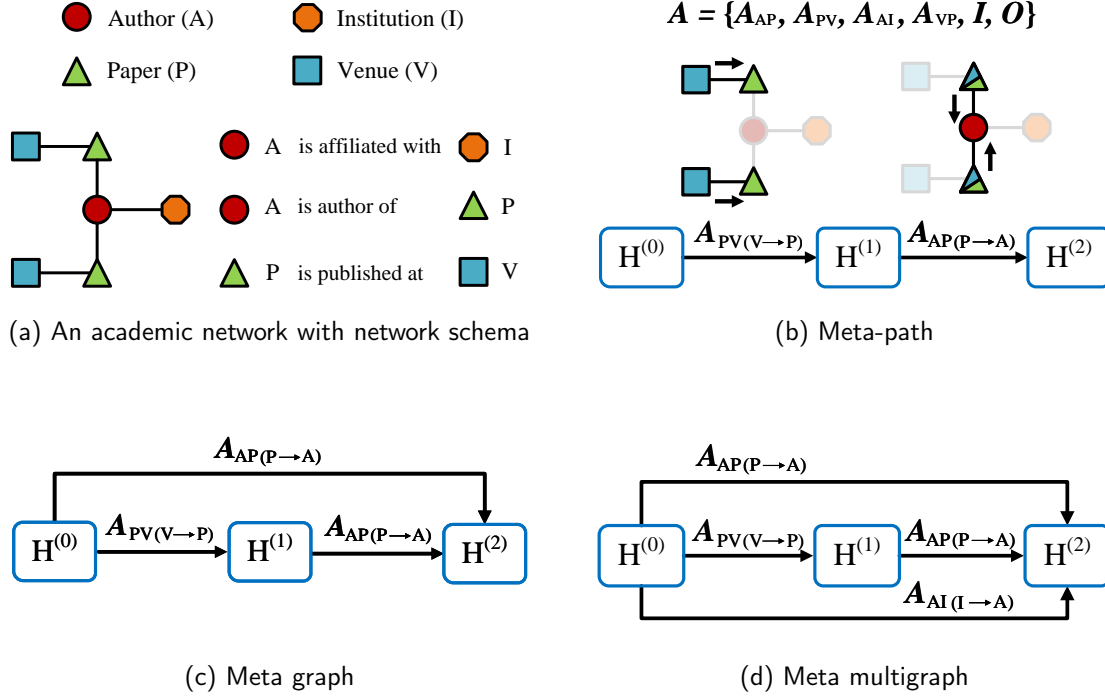 Author (A)
Institution (I)
Paper (P)
Venue (V)
A is affiliated with I
A is author of P
P is published at V
(a) An academic network with network schema
A = {A_AP, A_PV, A_AI, A_VP, I, O}
A_PV(V→P) A_AP(P→A)
H^(0) H^(1) H^(2)
(b) Meta-path
A_AP(P→A)
A_PV(V→P) A_AP(P→A)
H^(0) H^(1) H^(2)
(c) Meta graph
A_AP(P→A)
A_PV(V→P) A_AP(P→A)
H^(0) H^(1) H^(2)
A_AI(I→A)
(d) Meta multigraph